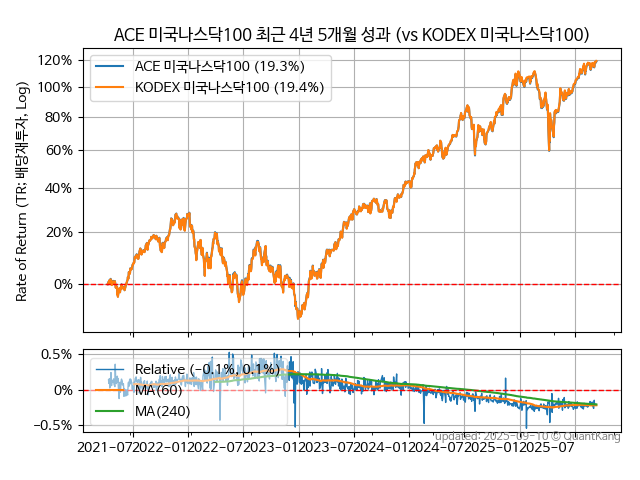 ACE 미국나스닥100 최근 4년 5개월 성과 (vs KODEX 미국나스닥100)
Rate of Return (TR: 배당재투자, Log)
120%
100%
80%
60%
40%
20%
0%
ACE 미국나스닥100 (19.3%)
KODEX 미국나스닥100 (19.4%)
0.5%
0.0%
−0.5%
Relative (−0.1%, 0.1%)
MA(60)
MA(240)
2021-07 2022-01 2022-07 2023-01 2023-07 2024-01 2024-07 2025-01 2025-07
updated: 2025-09-10 © QuantKang